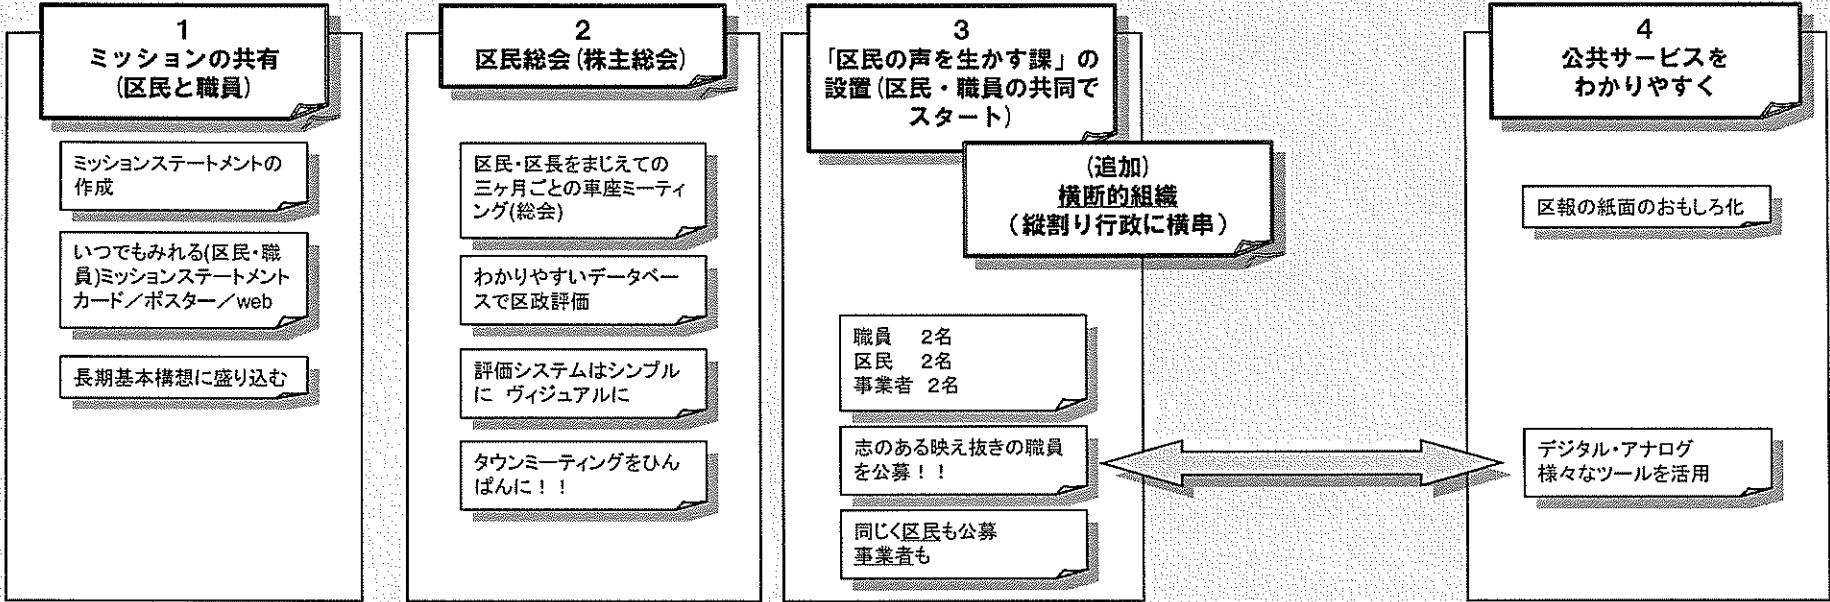 1
ミッションの共有
(区民と職員)
ミッションステートメントの
作成
いつでもみれる(区民・職
員)ミッションステートメント
カード／ポスター／web
長期基本構想に盛り込む
2
区民総会(株主総会)
区民・区長をまじえての
三ヶ月ごとの車座ミーティ
ング(総会)
わかりやすいデータベー
スで区政評価
評価システムはシンプル
に ヴィジュアルに
タウンミーティングをひん
ぱんに！！
3
「区民の声を生かす課」の
設置(区民・職員の共同で
スタート)
(追加)
横断的組織
(縦割り行政に横串)
職員 2名
区民 2名
事業者 2名
志のある映え抜きの職員
を公募！！
同じく区民も公募
事業者も
4
公共サービスを
わかりやすく
区報の紙面のおもしろ化
デジタル・アナログ
様々なツールを活用